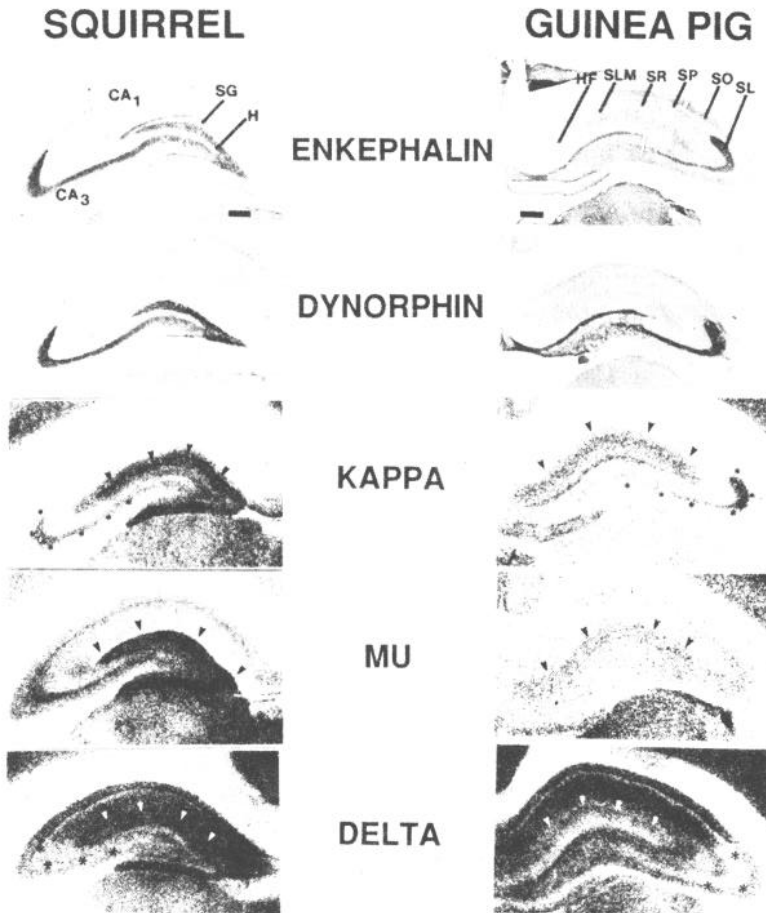 SQUIRREL GUINEA PIG
CA1 SG H CA3
HF SLM SR SP SO SL
ENKEPHALIN
DYNORPHIN
KAPPA
MU
DELTA